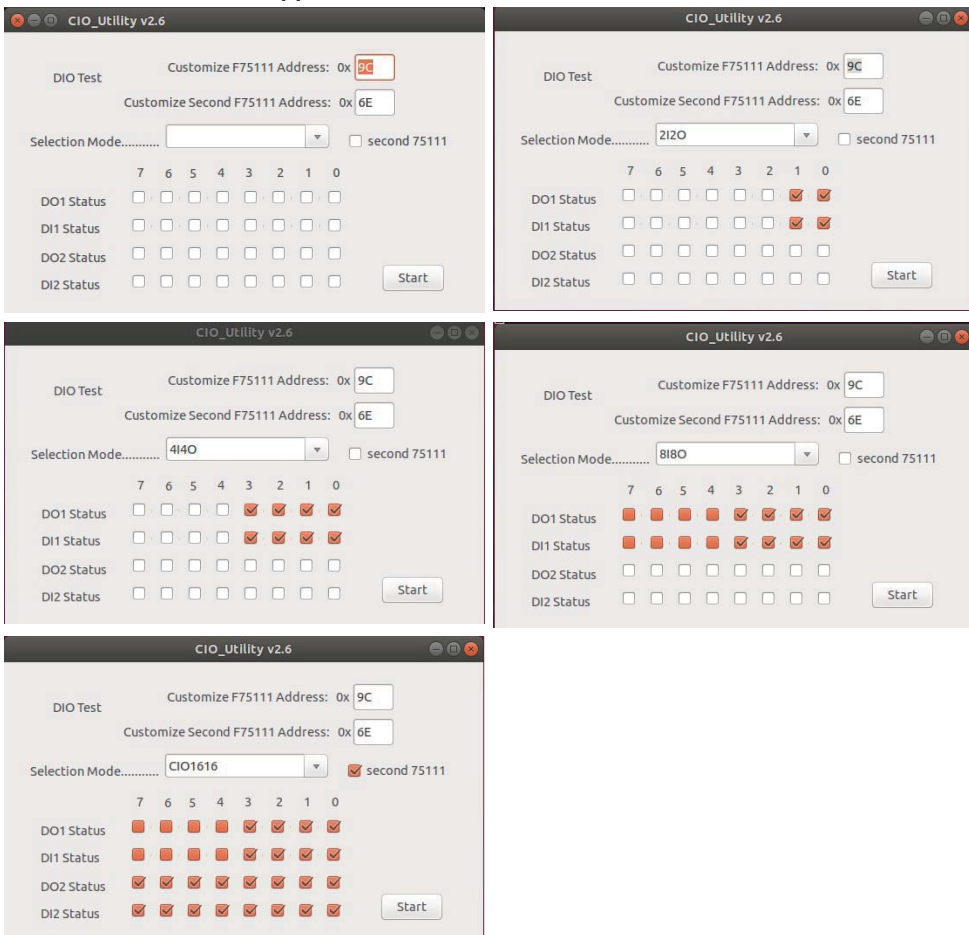 CIO_Utility v2.6
DIO Test
Customize F75111 Address: 0x 9C
Customize Second F75111 Address: 0x 6E
Selection Mode...........
second 75111
7 6 5 4 3 2 1 0
DO1 Status
DI1 Status
DO2 Status
DI2 Status
Start
CIO_Utility v2.6
DIO Test
Customize F75111 Address: 0x 9C
Customize Second F75111 Address: 0x 6E
Selection Mode........... 2I2O
second 75111
7 6 5 4 3 2 1 0
DO1 Status
DI1 Status
DO2 Status
DI2 Status
Start
CIO_Utility v2.6
DIO Test
Customize F75111 Address: 0x 9C
Customize Second F75111 Address: 0x 6E
Selection Mode........... 4I4O
second 75111
7 6 5 4 3 2 1 0
DO1 Status
DI1 Status
DO2 Status
DI2 Status
Start
CIO_Utility v2.6
DIO Test
Customize F75111 Address: 0x 9C
Customize Second F75111 Address: 0x 6E
Selection Mode........... 8I8O
second 75111
7 6 5 4 3 2 1 0
DO1 Status
DI1 Status
DO2 Status
DI2 Status
Start
CIO_Utility v2.6
DIO Test
Customize F75111 Address: 0x 9C
Customize Second F75111 Address: 0x 6E
Selection Mode........... CIO1616
second 75111
7 6 5 4 3 2 1 0
DO1 Status
DI1 Status
DO2 Status
DI2 Status
Start